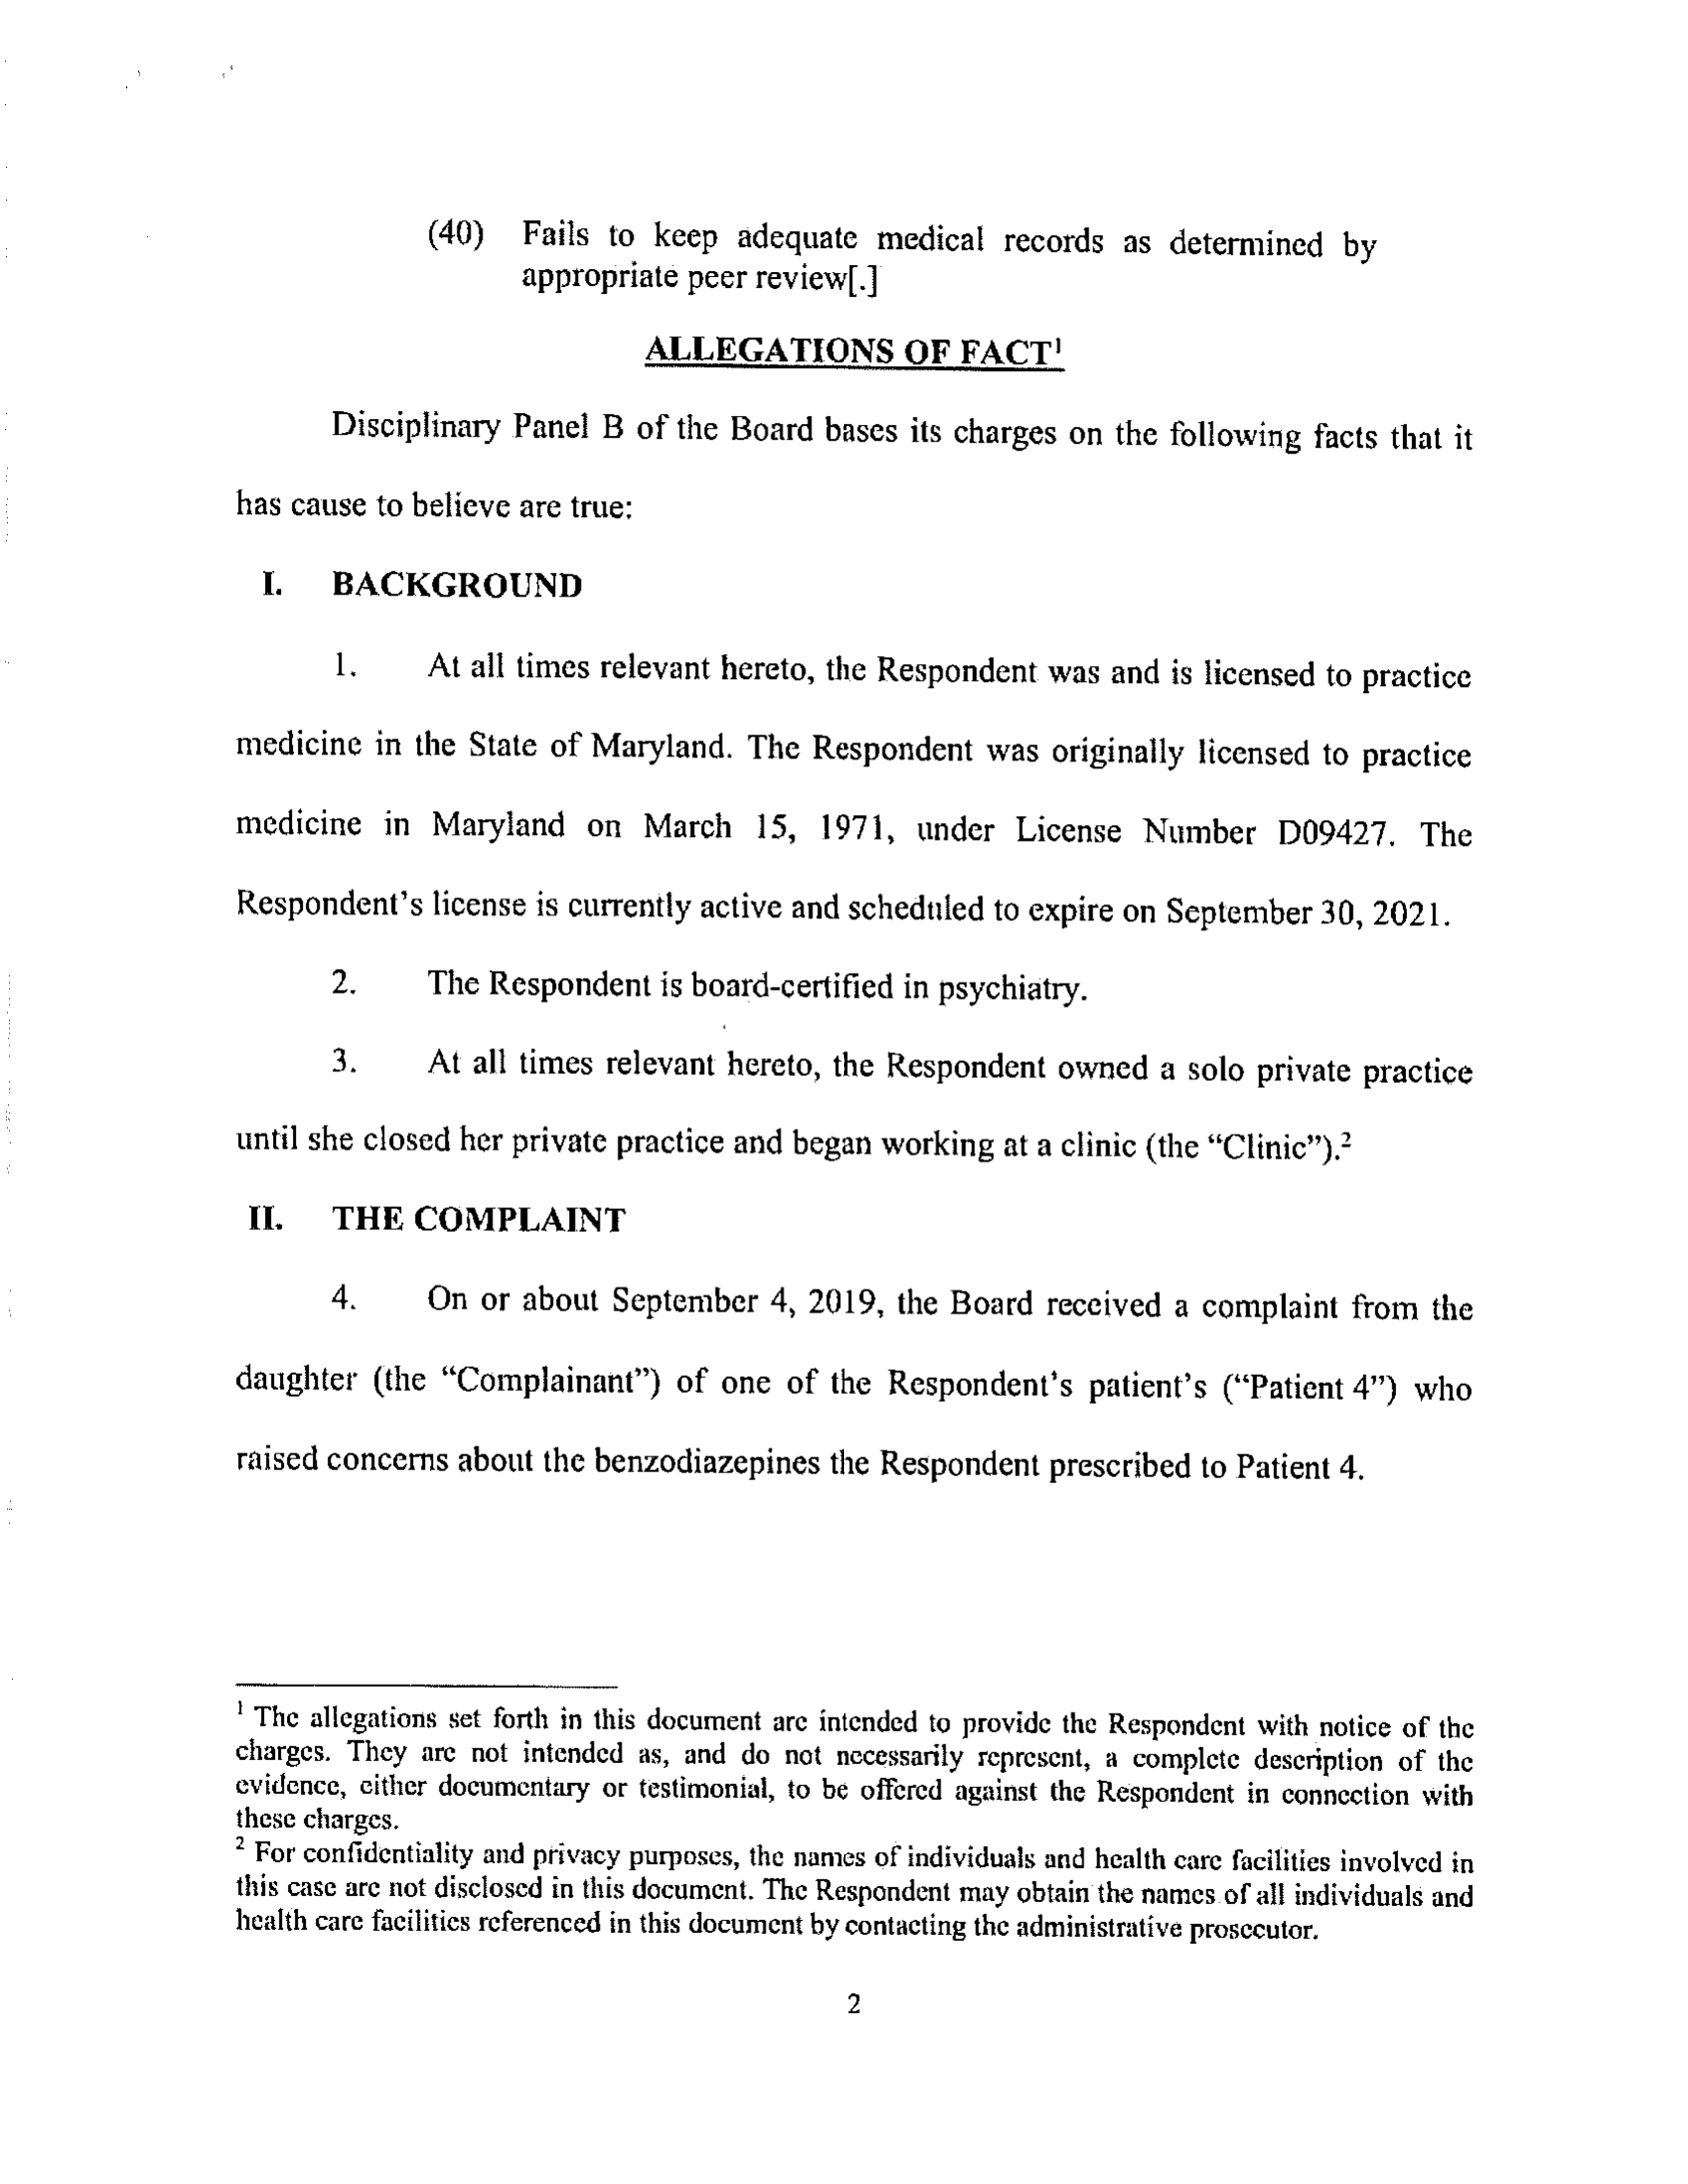 (40) Fails to keep adequate medical records as determined by
appropriate peer review[.]
ALLEGATIONS OF FACT¹
Disciplinary Panel B of the Board bases its charges on the following facts that it
has cause to believe are true:
I. BACKGROUND
1. At all times relevant hereto, the Respondent was and is licensed to practice
medicine in the State of Maryland. The Respondent was originally licensed to practice
medicine in Maryland on March 15, 1971, under License Number D09427. The
Respondent's license is currently active and scheduled to expire on September 30, 2021.
2. The Respondent is board-certified in psychiatry.
3. At all times relevant hereto, the Respondent owned a solo private practice
until she closed her private practice and began working at a clinic (the “Clinic”).²
II. THE COMPLAINT
4. On or about September 4, 2019, the Board received a complaint from the
daughter (the “Complainant”) of one of the Respondent's patient's (“Patient 4”) who
raised concerns about the benzodiazepines the Respondent prescribed to Patient 4.
¹ The allegations set forth in this document are intended to provide the Respondent with notice of the
charges. They are not intended as, and do not necessarily represent, a complete description of the
evidence, either documentary or testimonial, to be offered against the Respondent in connection with
these charges.
² For confidentiality and privacy purposes, the names of individuals and health care facilities involved in
this case are not disclosed in this document. The Respondent may obtain the names of all individuals and
health care facilities referenced in this document by contacting the administrative prosecutor.
2